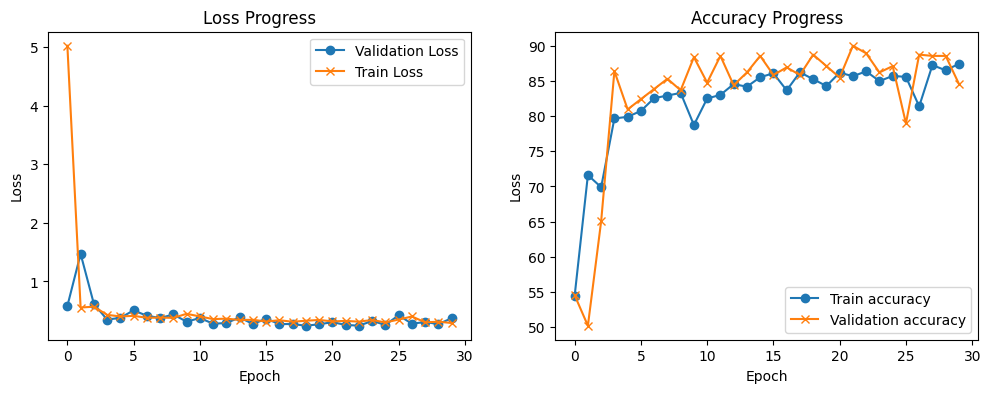 Loss Progress
Validation Loss
Train Loss
5
4
3
2
1
Loss
0
5
10
15
20
25
30
Epoch
Accuracy Progress
90
85
80
75
70
65
60
55
50
Loss
Train accuracy
Validation accuracy
0
5
10
15
20
25
30
Epoch